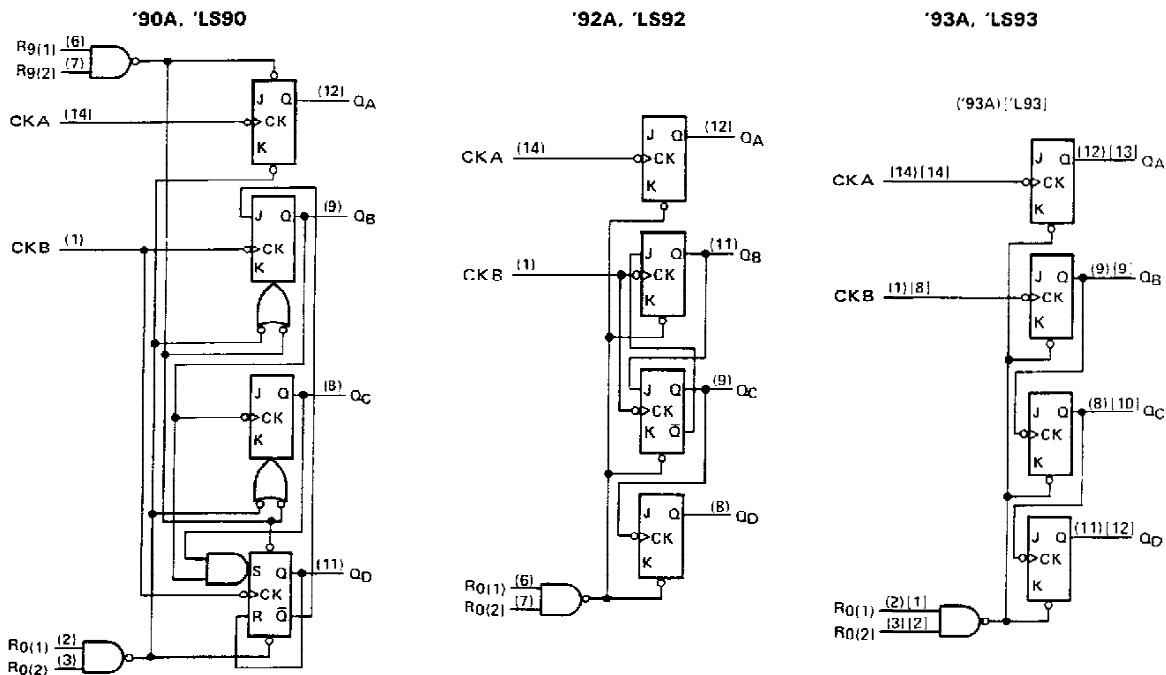 '90A, 'LS90
R9(1) (6)
R9(2) (7)
J Q (12) QA
CKA (14) CK
K
J Q (9) QB
CKB (1) CK
K
J Q (8) QC
CK
K
S Q (11) QD
CK
R Q̅
R0(1) (2)
R0(2) (3)
'92A, 'LS92
J Q (12) QA
CKA (14) CK
K
J Q (11) QB
CKB (1) CK
K
J Q (9) QC
CK
K Q̅
J Q (8) QD
CK
K
R0(1) (6)
R0(2) (7)
'93A, 'LS93
('93A) ['L93]
J Q (12) [13] QA
CKA (14) [14] CK
K
J Q (9) [9] QB
CKB (1) [8] CK
K
J Q (8) [10] QC
CK
K
J Q (11) [12] QD
CK
K
R0(1) (2) [1]
R0(2) (3) [2]